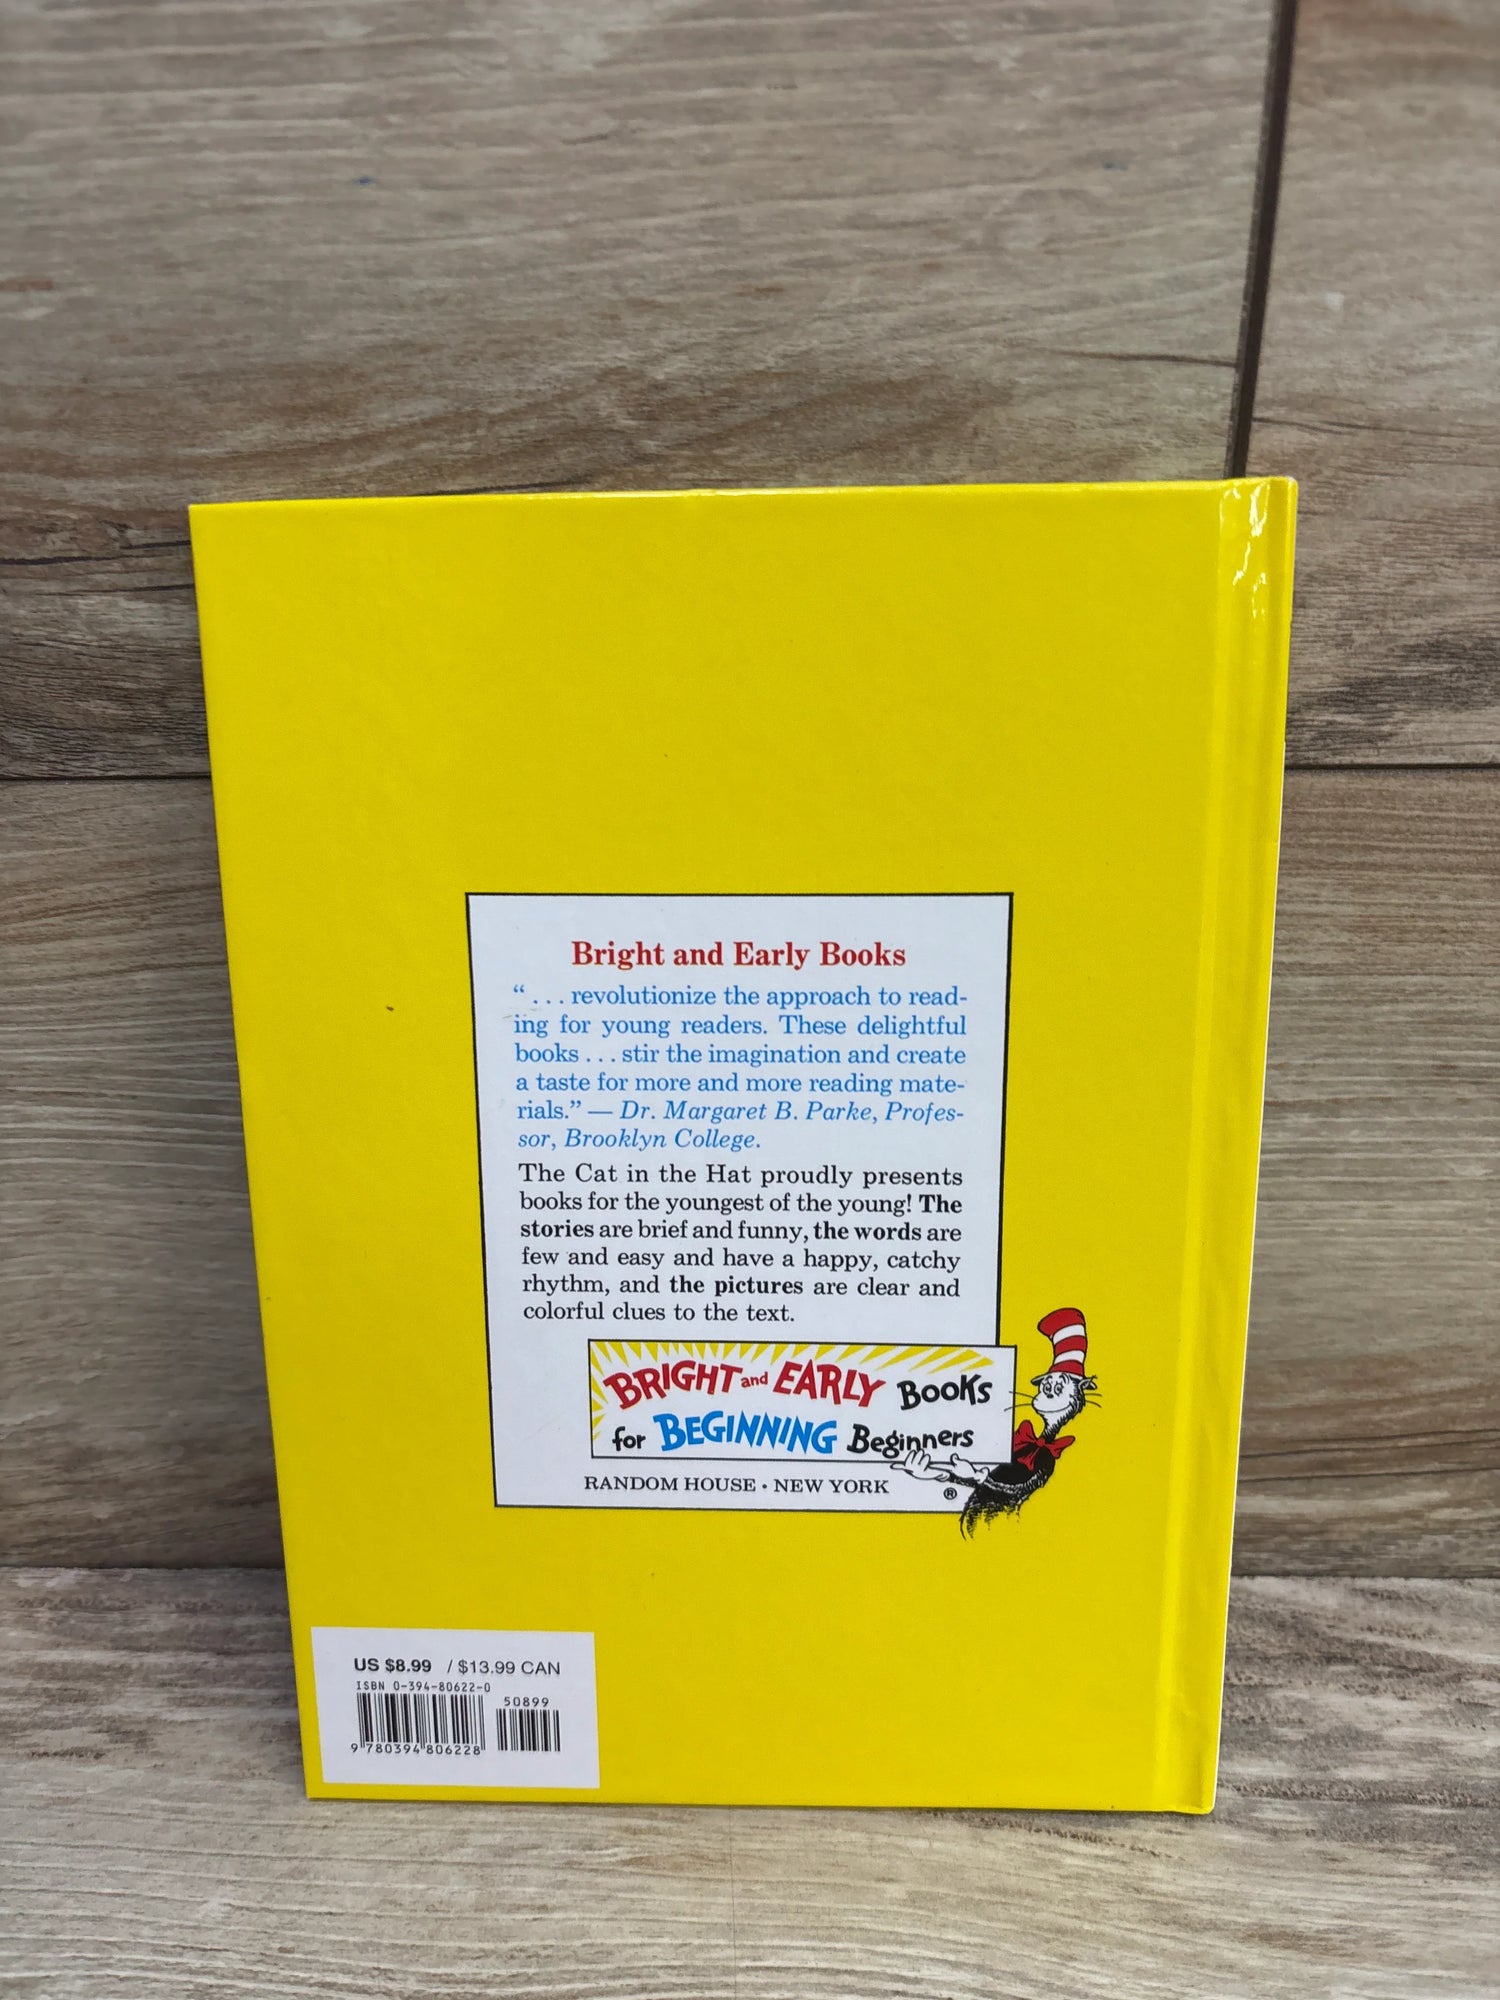 Bright and Early Books
“ . . . revolutionize the approach to read-
ing for young readers. These delightful
books . . . stir the imagination and create
a taste for more and more reading mate-
rials.” — Dr. Margaret B. Parke, Profes-
sor, Brooklyn College.
The Cat in the Hat proudly presents
books for the youngest of the young! The
stories are brief and funny, the words are
few and easy and have a happy, catchy
rhythm, and the pictures are clear and
colorful clues to the text.
BRIGHT and EARLY BOOKS
for BEGINNING Beginners
RANDOM HOUSE • NEW YORK
®
US $8.99 / $13.99 CAN
ISBN 0-394-80622-0
50899
9 780394 806228